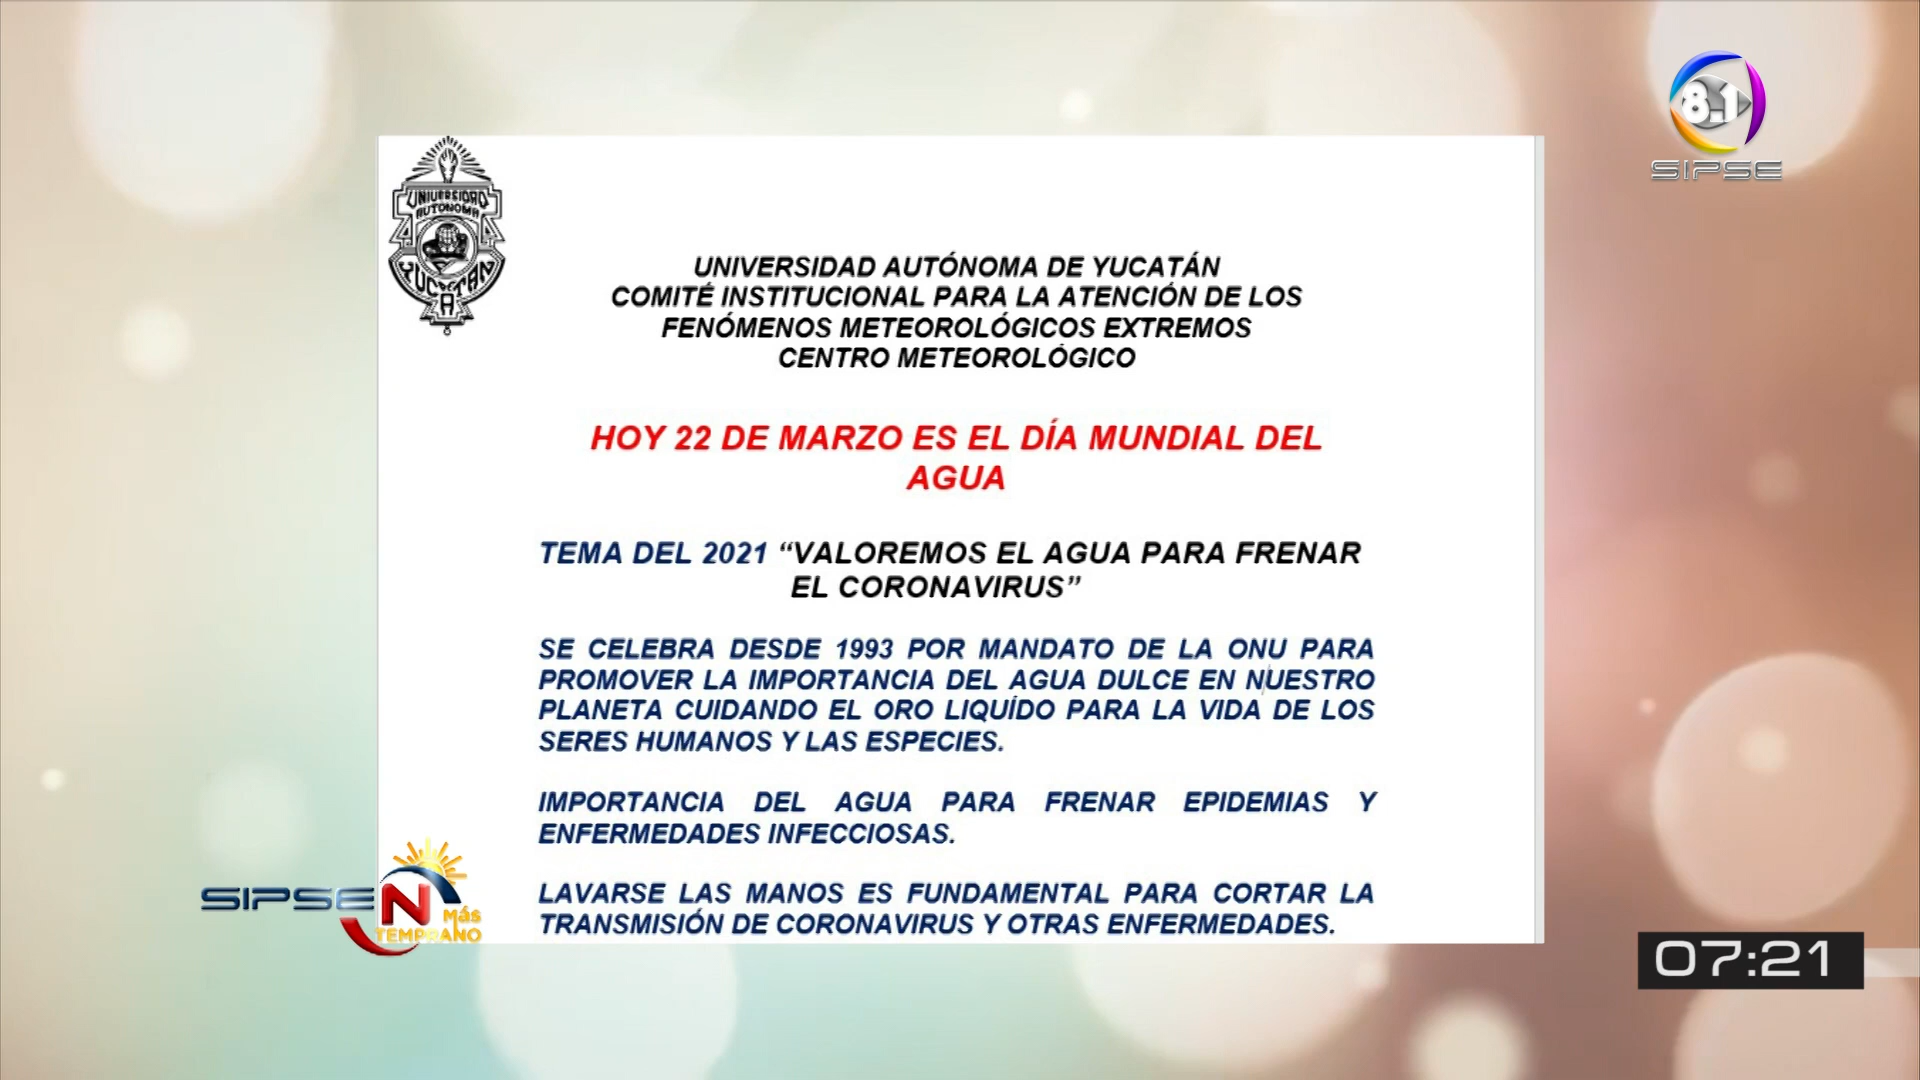 8.1
SIPSE
UNIVERSIDAD
AUTONOMA
YUCATAN
UNIVERSIDAD AUTÓNOMA DE YUCATÁN
COMITÉ INSTITUCIONAL PARA LA ATENCIÓN DE LOS
FENÓMENOS METEOROLÓGICOS EXTREMOS
CENTRO METEOROLÓGICO
HOY 22 DE MARZO ES EL DÍA MUNDIAL DEL
AGUA
TEMA DEL 2021 “VALOREMOS EL AGUA PARA FRENAR
EL CORONAVIRUS”
SE CELEBRA DESDE 1993 POR MANDATO DE LA ONU PARA
PROMOVER LA IMPORTANCIA DEL AGUA DULCE EN NUESTRO
PLANETA CUIDANDO EL ORO LIQUÍDO PARA LA VIDA DE LOS
SERES HUMANOS Y LAS ESPECIES.
IMPORTANCIA DEL AGUA PARA FRENAR EPIDEMIAS Y
ENFERMEDADES INFECCIOSAS.
LAVARSE LAS MANOS ES FUNDAMENTAL PARA CORTAR LA
TRANSMISIÓN DE CORONAVIRUS Y OTRAS ENFERMEDADES.
SIPSE N
Más
TEMPRANO
07:21